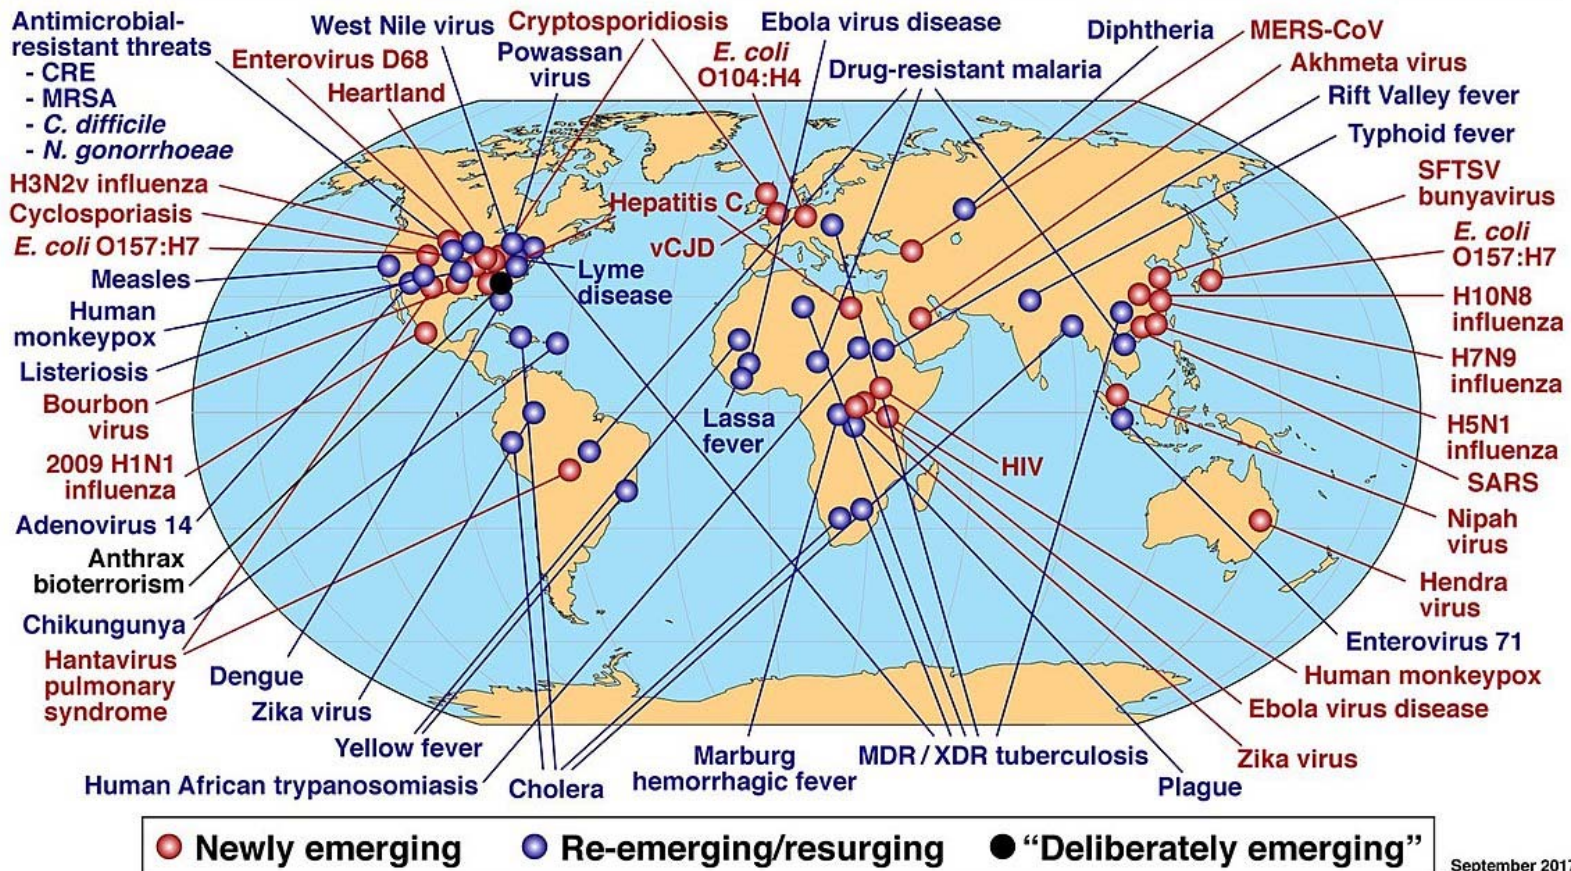 Antimicrobial-
resistant threats
- CRE
- MRSA
- C. difficile
- N. gonorrhoeae
West Nile virus
Cryptosporidiosis
Ebola virus disease
Diphtheria
MERS-CoV
Enterovirus D68
Powassan
virus
E. coli
O104:H4
Drug-resistant malaria
Akhmeta virus
Heartland
Rift Valley fever
Typhoid fever
H3N2v influenza
Cyclosporiasis
E. coli O157:H7
Measles
Human
monkeypox
Listeriosis
Bourbon
virus
2009 H1N1
influenza
Adenovirus 14
Anthrax
bioterrorism
Chikungunya
Hantavirus
pulmonary
syndrome
Hepatitis C
vCJD
Lyme
disease
Lassa
fever
HIV
SFTSV
bunyavirus
E. coli
O157:H7
H10N8
influenza
H7N9
influenza
H5N1
influenza
SARS
Nipah
virus
Hendra
virus
Enterovirus 71
Human monkeypox
Ebola virus disease
Zika virus
Plague
Dengue
Zika virus
Yellow fever
Human African trypanosomiasis
Cholera
Marburg
hemorrhagic fever
MDR / XDR tuberculosis
Newly emerging
Re-emerging/resurging
“Deliberately emerging”
September 2017